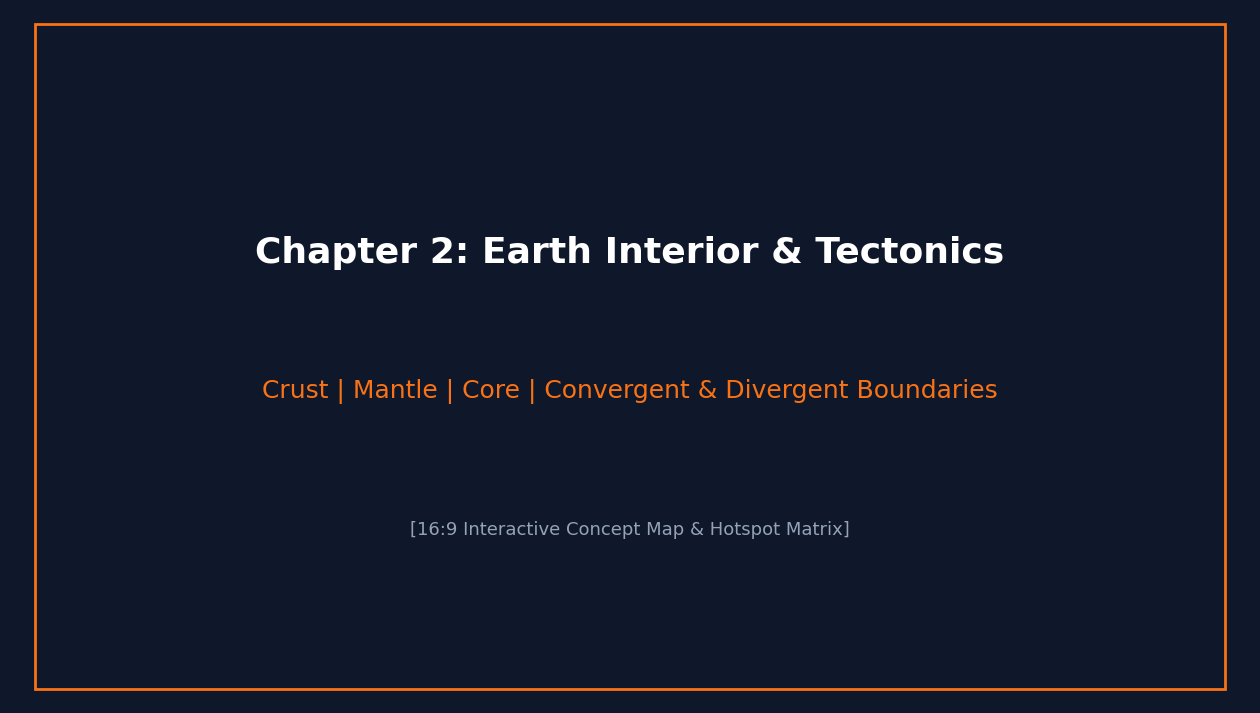 Chapter 2: Earth Interior & Tectonics
Crust | Mantle | Core | Convergent & Divergent Boundaries
[16:9 Interactive Concept Map & Hotspot Matrix]